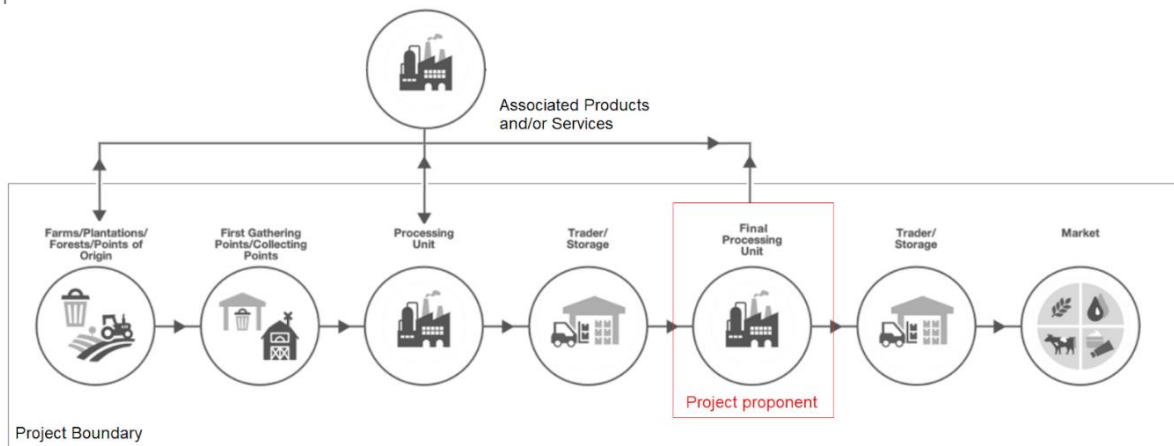 Associated Products
and/or Services
Farms/Plantations/
Forests/Points of
Origin
First Gathering
Points/Collecting
Points
Processing
Unit
Trader/
Storage
Final
Processing
Unit
Trader/
Storage
Market
Project proponent
Project Boundary